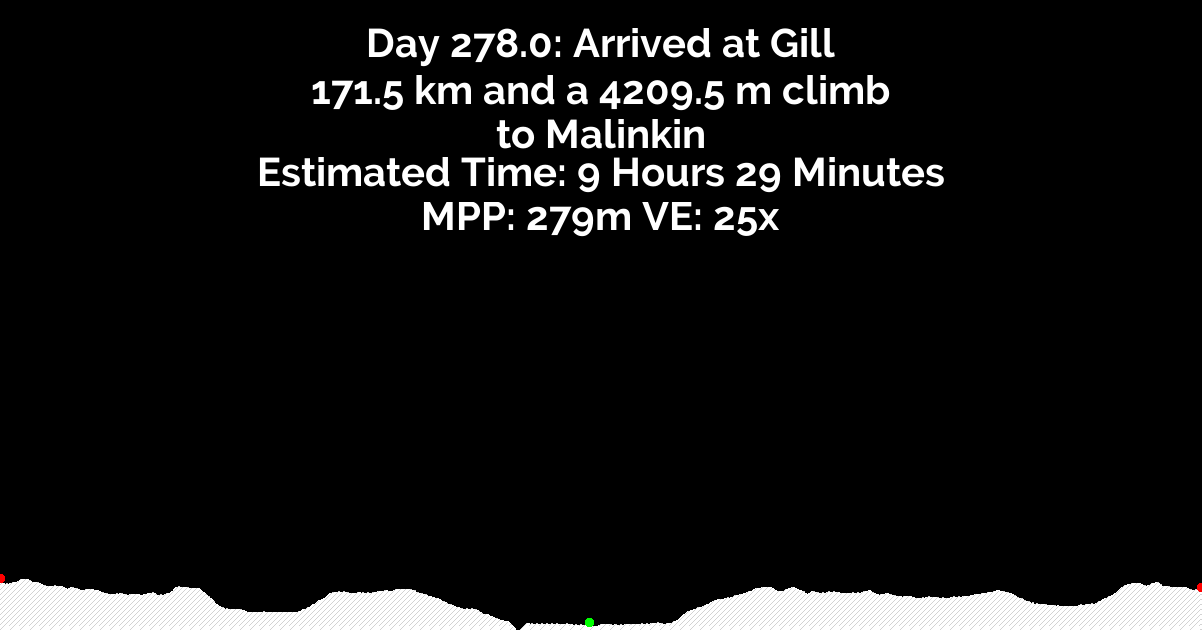 Day 278.0: Arrived at Gill
171.5 km and a 4209.5 m climb
to Malinkin
Estimated Time: 9 Hours 29 Minutes
MPP: 279m VE: 25x